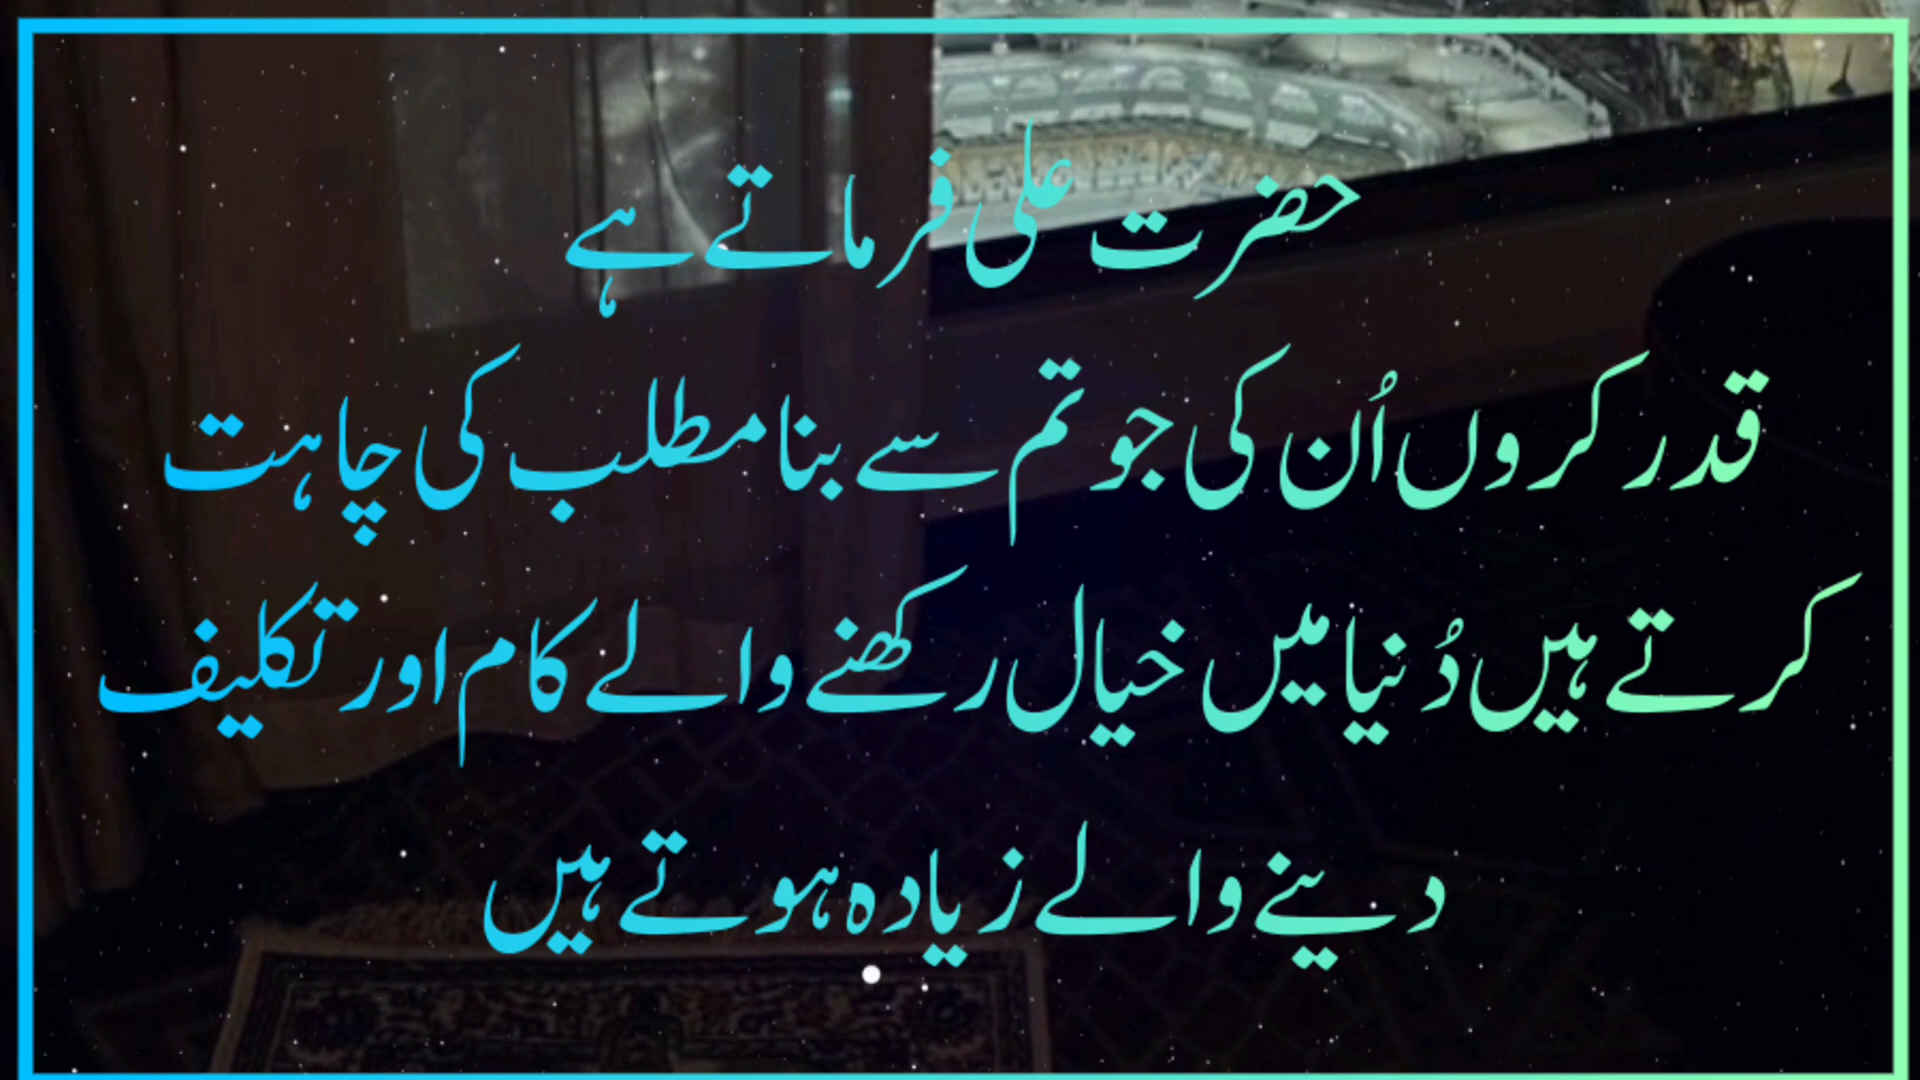 حضرت علی فرماتے ہے
قدر کروں اُن کی جو تم سے بنا مطلب کی چاہت
کرتے ہیں دُنیا میں خیال رکھنے والے کام اور تکلیف
دینے والے زیادہ ہوتے ہیں